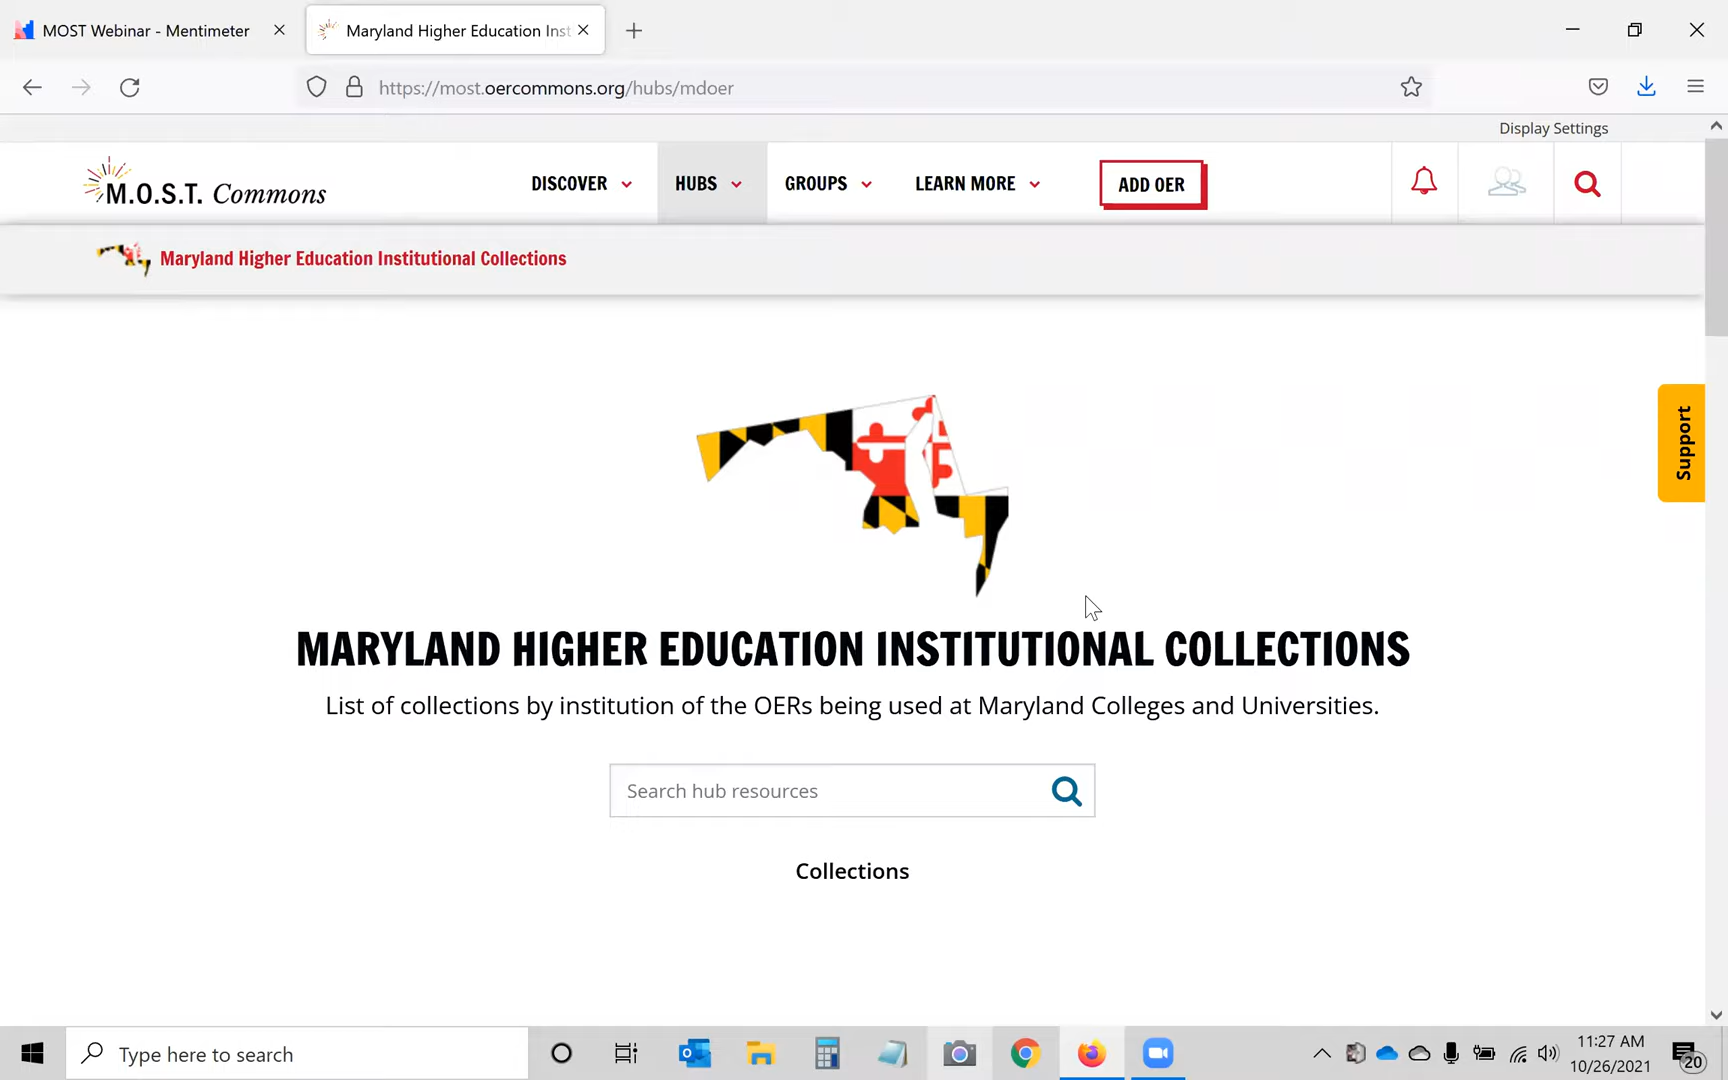 MOST Webinar - Mentimeter
Maryland Higher Education Inst
https://most.oercommons.org/hubs/mdoer
Display Settings
M.O.S.T. Commons
DISCOVER
HUBS
GROUPS
LEARN MORE
ADD OER
Maryland Higher Education Institutional Collections
Support
MARYLAND HIGHER EDUCATION INSTITUTIONAL COLLECTIONS
List of collections by institution of the OERs being used at Maryland Colleges and Universities.
Search hub resources
Collections
Type here to search
11:27 AM
10/26/2021
20